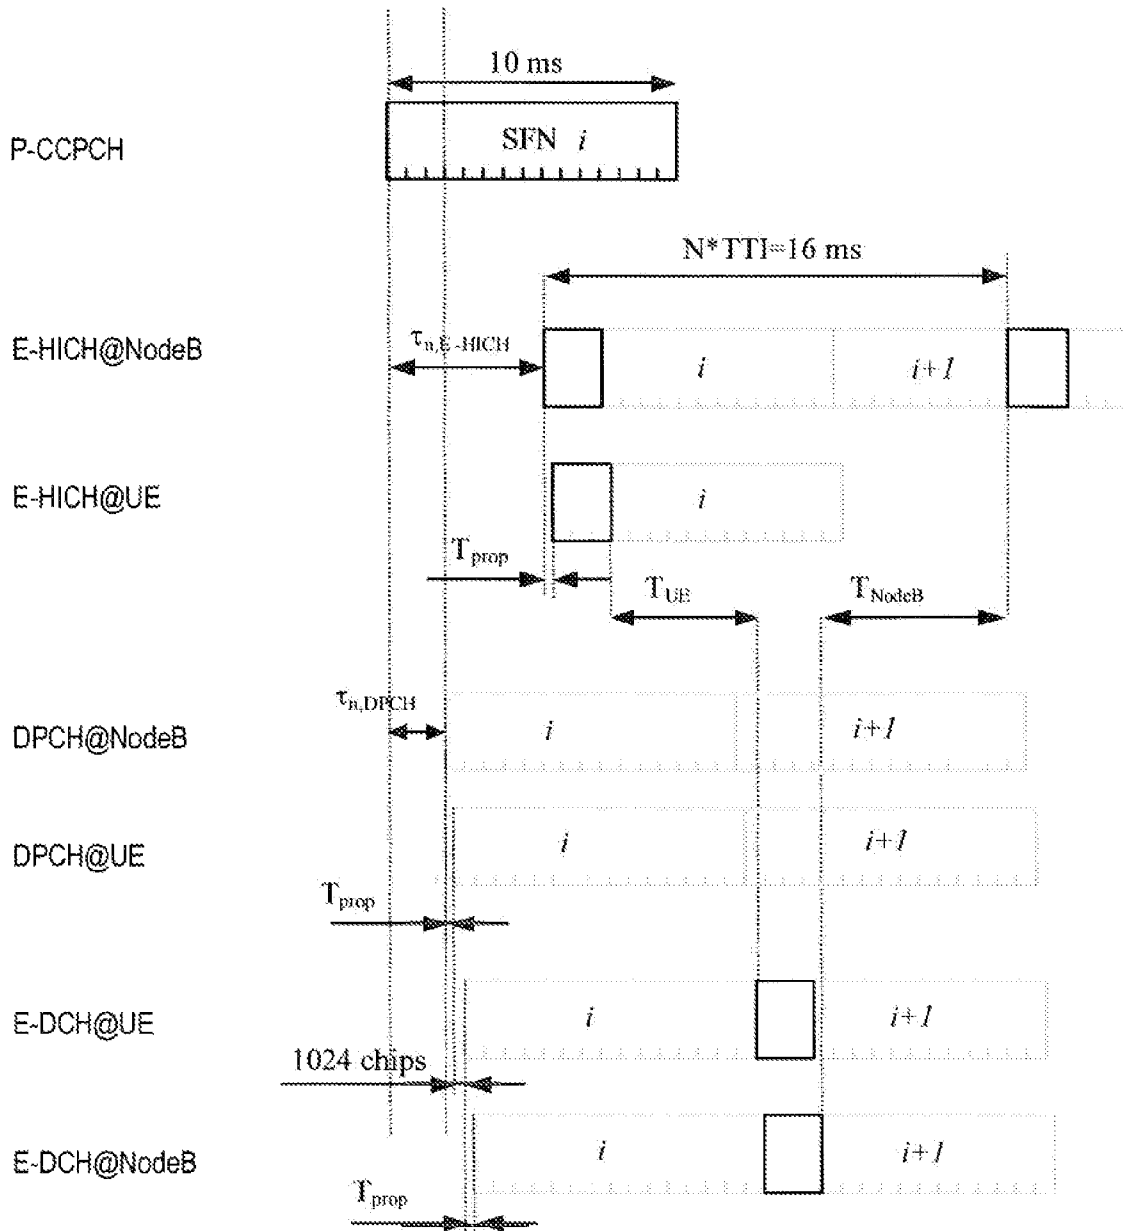 10 ms
P-CCPCH
SFN i
N*TTI=16 ms
E-HICH@NodeB
τn,E-HICH
i
i+1
E-HICH@UE
i
Tprop
TUE
TNodeB
τn,DPCH
DPCH@NodeB
i
i+1
DPCH@UE
i
i+1
Tprop
E-DCH@UE
i
i+1
1024 chips
E-DCH@NodeB
i
i+1
Tprop